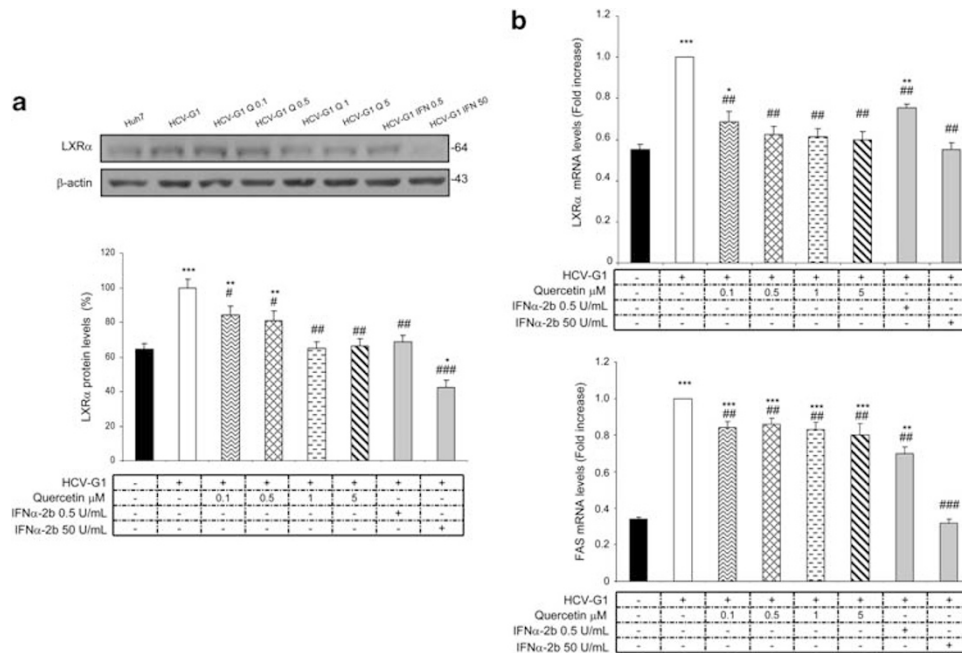 a
Huh7 HCV-G1 HCV-G1 Q 0.1 HCV-G1 Q 0.5 HCV-G1 Q 1 HCV-G1 Q 5 HCV-G1 IFN 0.5 HCV-G1 IFN 50
LXRα -64
β-actin -43
LXRα protein levels (%)
120
100
80
60
40
20
0
*** ** ** *
# # ## ## ## ###
HCV-G1 - + + + + + + +
Quercetin µM - - 0.1 0.5 1 5 - -
IFNα-2b 0.5 U/mL - - - - - - + -
IFNα-2b 50 U/mL - - - - - - - +
b
LXRα mRNA levels (Fold increase)
1.2
1.0
0.8
0.6
0.4
0.2
0
*** * **
## ## ## ## ## ##
HCV-G1 - + + + + + + +
Quercetin µM - - 0.1 0.5 1 5 - -
IFNα-2b 0.5 U/mL - - - - - - + -
IFNα-2b 50 U/mL - - - - - - - +
FAS mRNA levels (Fold increase)
1.2
1.0
0.8
0.6
0.4
0.2
0
*** *** *** *** *** **
## ## ## ## ## ###
HCV-G1 - + + + + + + +
Quercetin µM - - 0.1 0.5 1 5 - -
IFNα-2b 0.5 U/mL - - - - - - + -
IFNα-2b 50 U/mL - - - - - - - +